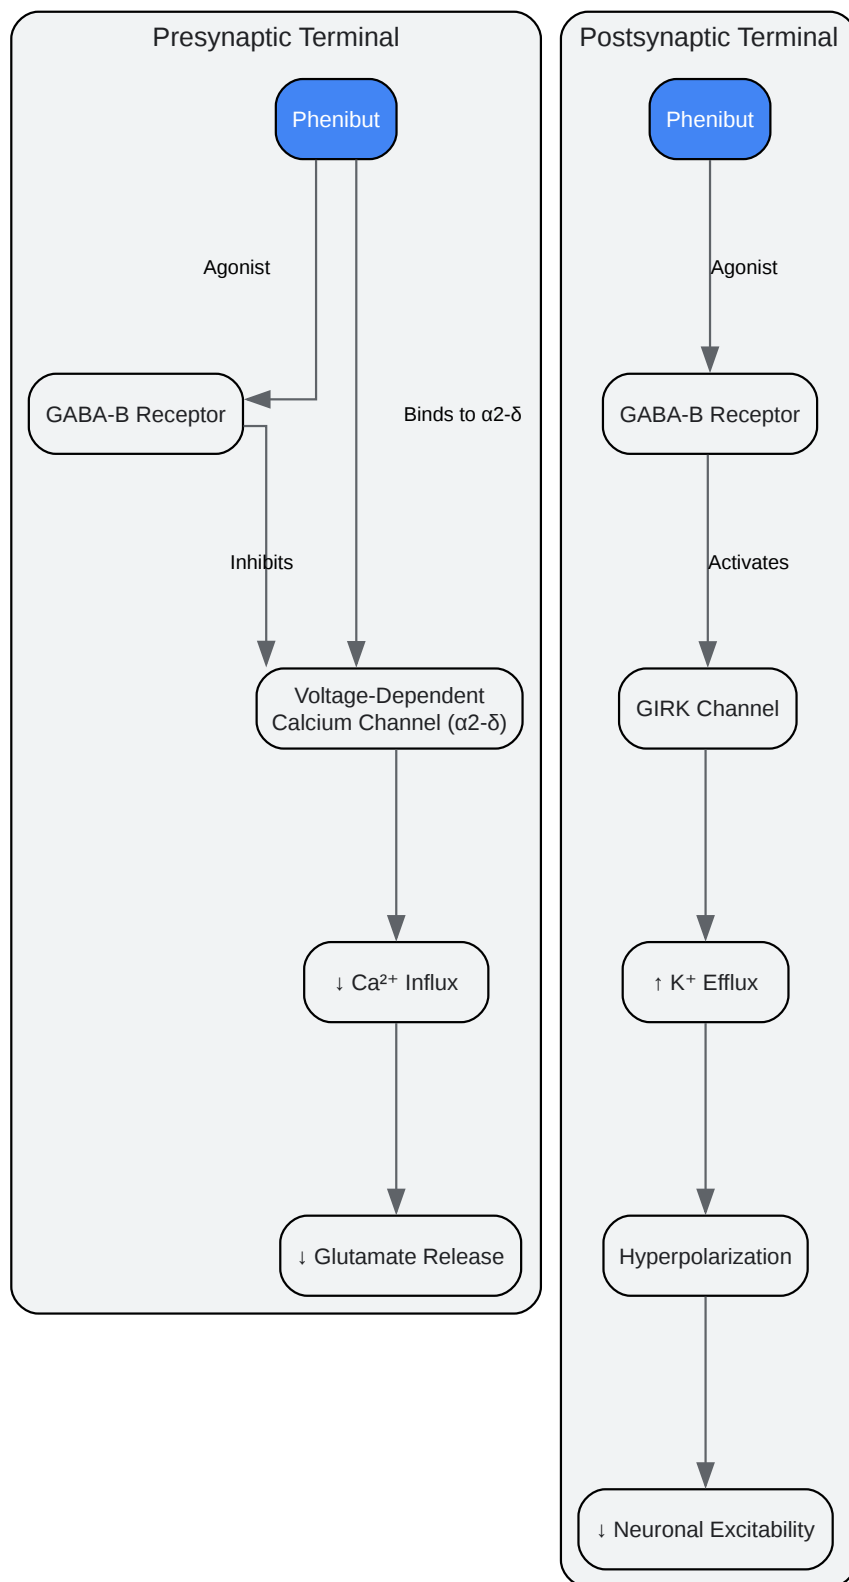 Presynaptic Terminal
Phenibut
Agonist
GABA-B Receptor
Binds to α2-δ
Inhibits
Voltage-Dependent
Calcium Channel (α2-δ)
↓ Ca²⁺ Influx
↓ Glutamate Release
Postsynaptic Terminal
Phenibut
Agonist
GABA-B Receptor
Activates
GIRK Channel
↑ K⁺ Efflux
Hyperpolarization
↓ Neuronal Excitability